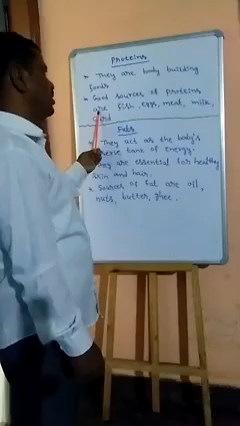 Proteins
* They are body building
foods
* Good sources of proteins
are fish, eggs, meat, milk,
Fats
They act as the body's
reserve tank of energy.
They are essential for healthy
skin and hair.
* Sources of fat are oil,
nuts, butter, ghee.